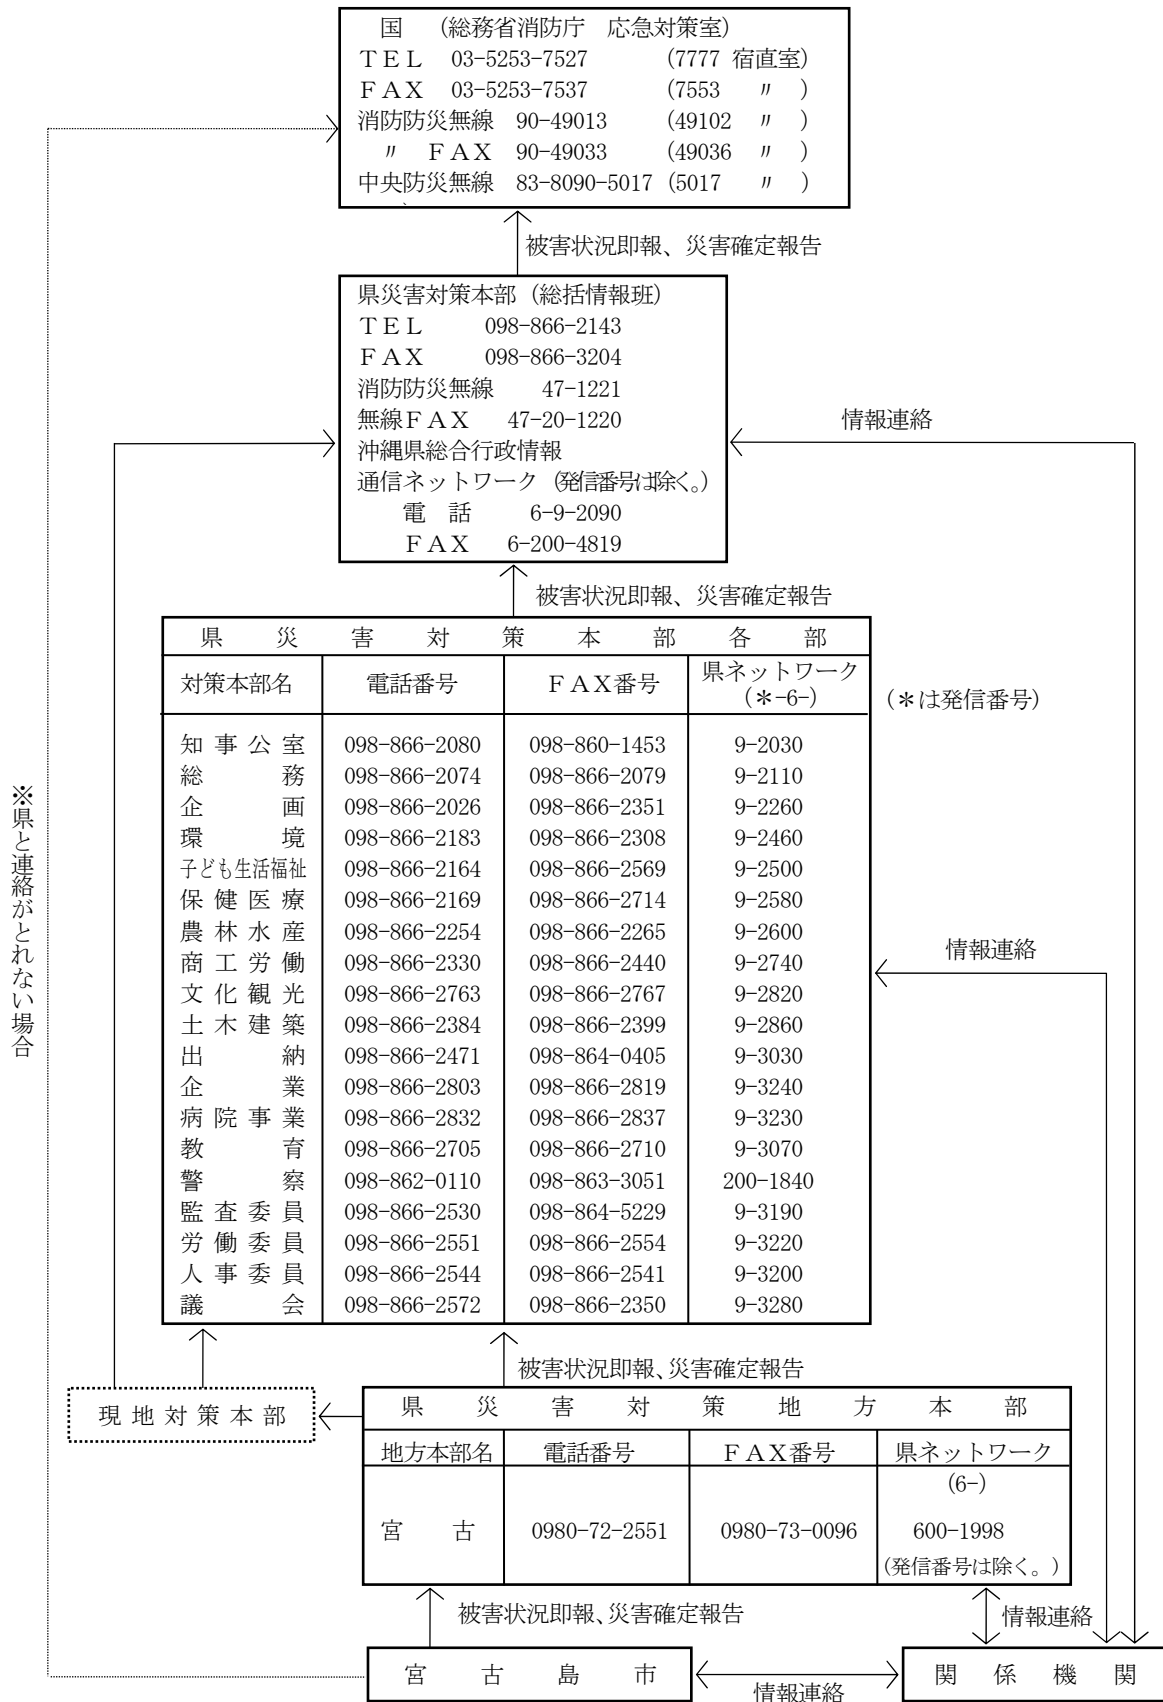 国　（総務省消防庁　応急対策室）
ＴＥＬ　03-5253-7527　（7777 宿直室）
ＦＡＸ　03-5253-7537　（7553　〃　）
消防防災無線　90-49013　（49102　〃　）
〃　ＦＡＸ　90-49033　（49036　〃　）
中央防災無線　83-8090-5017（5017　〃　）
被害状況即報、災害確定報告
県災害対策本部（総括情報班）
ＴＥＬ　098-866-2143
ＦＡＸ　098-866-3204
消防防災無線　47-1221
無線ＦＡＸ　47-20-1220
沖縄県総合行政情報
通信ネットワーク（発信番号は除く。）
電　話　6-9-2090
ＦＡＸ　6-200-4819
情報連絡
被害状況即報、災害確定報告
県　災　害　対　策　本　部　各　部
対策本部名　電話番号　ＦＡＸ番号　県ネットワーク
（＊-6-）
（＊は発信番号）
知事公室　098-866-2080　098-860-1453　9-2030
総務　098-866-2074　098-866-2079　9-2110
企画　098-866-2026　098-866-2351　9-2260
環境　098-866-2183　098-866-2308　9-2460
子ども生活福祉　098-866-2164　098-866-2569　9-2500
保健医療　098-866-2169　098-866-2714　9-2580
農林水産　098-866-2254　098-866-2265　9-2600
商工労働　098-866-2330　098-866-2440　9-2740
文化観光　098-866-2763　098-866-2767　9-2820
土木建築　098-866-2384　098-866-2399　9-2860
出納　098-866-2471　098-864-0405　9-3030
企業　098-866-2803　098-866-2819　9-3240
病院事業　098-866-2832　098-866-2837　9-3230
教育　098-866-2705　098-866-2710　9-3070
警察　098-862-0110　098-863-3051　200-1840
監査委員　098-866-2530　098-864-5229　9-3190
労働委員　098-866-2551　098-866-2554　9-3220
人事委員　098-866-2544　098-866-2541　9-3200
議会　098-866-2572　098-866-2350　9-3280
情報連絡
※県と連絡がとれない場合
被害状況即報、災害確定報告
現地対策本部
県　災　害　対　策　地　方　本　部
地方本部名　電話番号　ＦＡＸ番号　県ネットワーク
（6-）
宮　古　0980-72-2551　0980-73-0096　600-1998
（発信番号は除く。）
被害状況即報、災害確定報告
情報連絡
宮　古　島　市
情報連絡
関　係　機　関